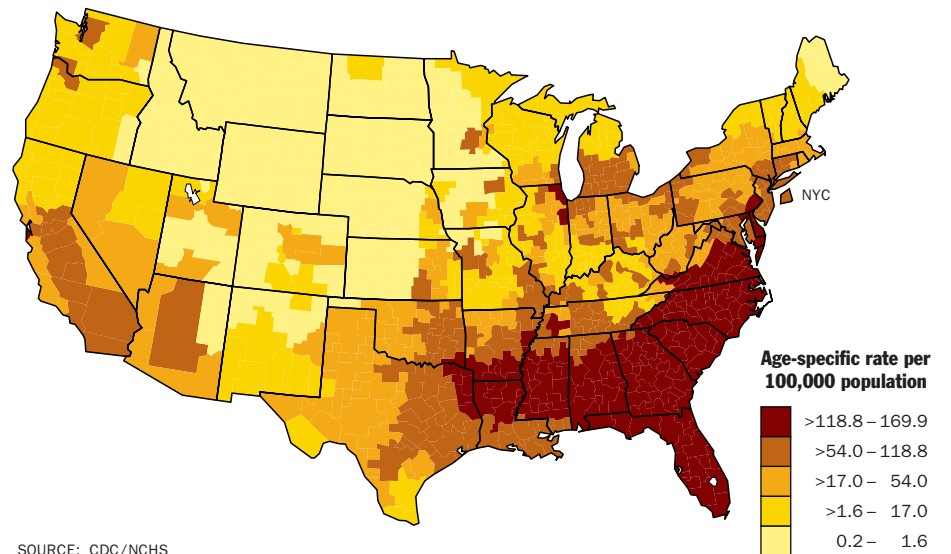 NYC
Age-specific rate per
100,000 population
>118.8 – 169.9
>54.0 – 118.8
>17.0 – 54.0
>1.6 – 17.0
0.2 – 1.6
SOURCE: CDC/NCHS